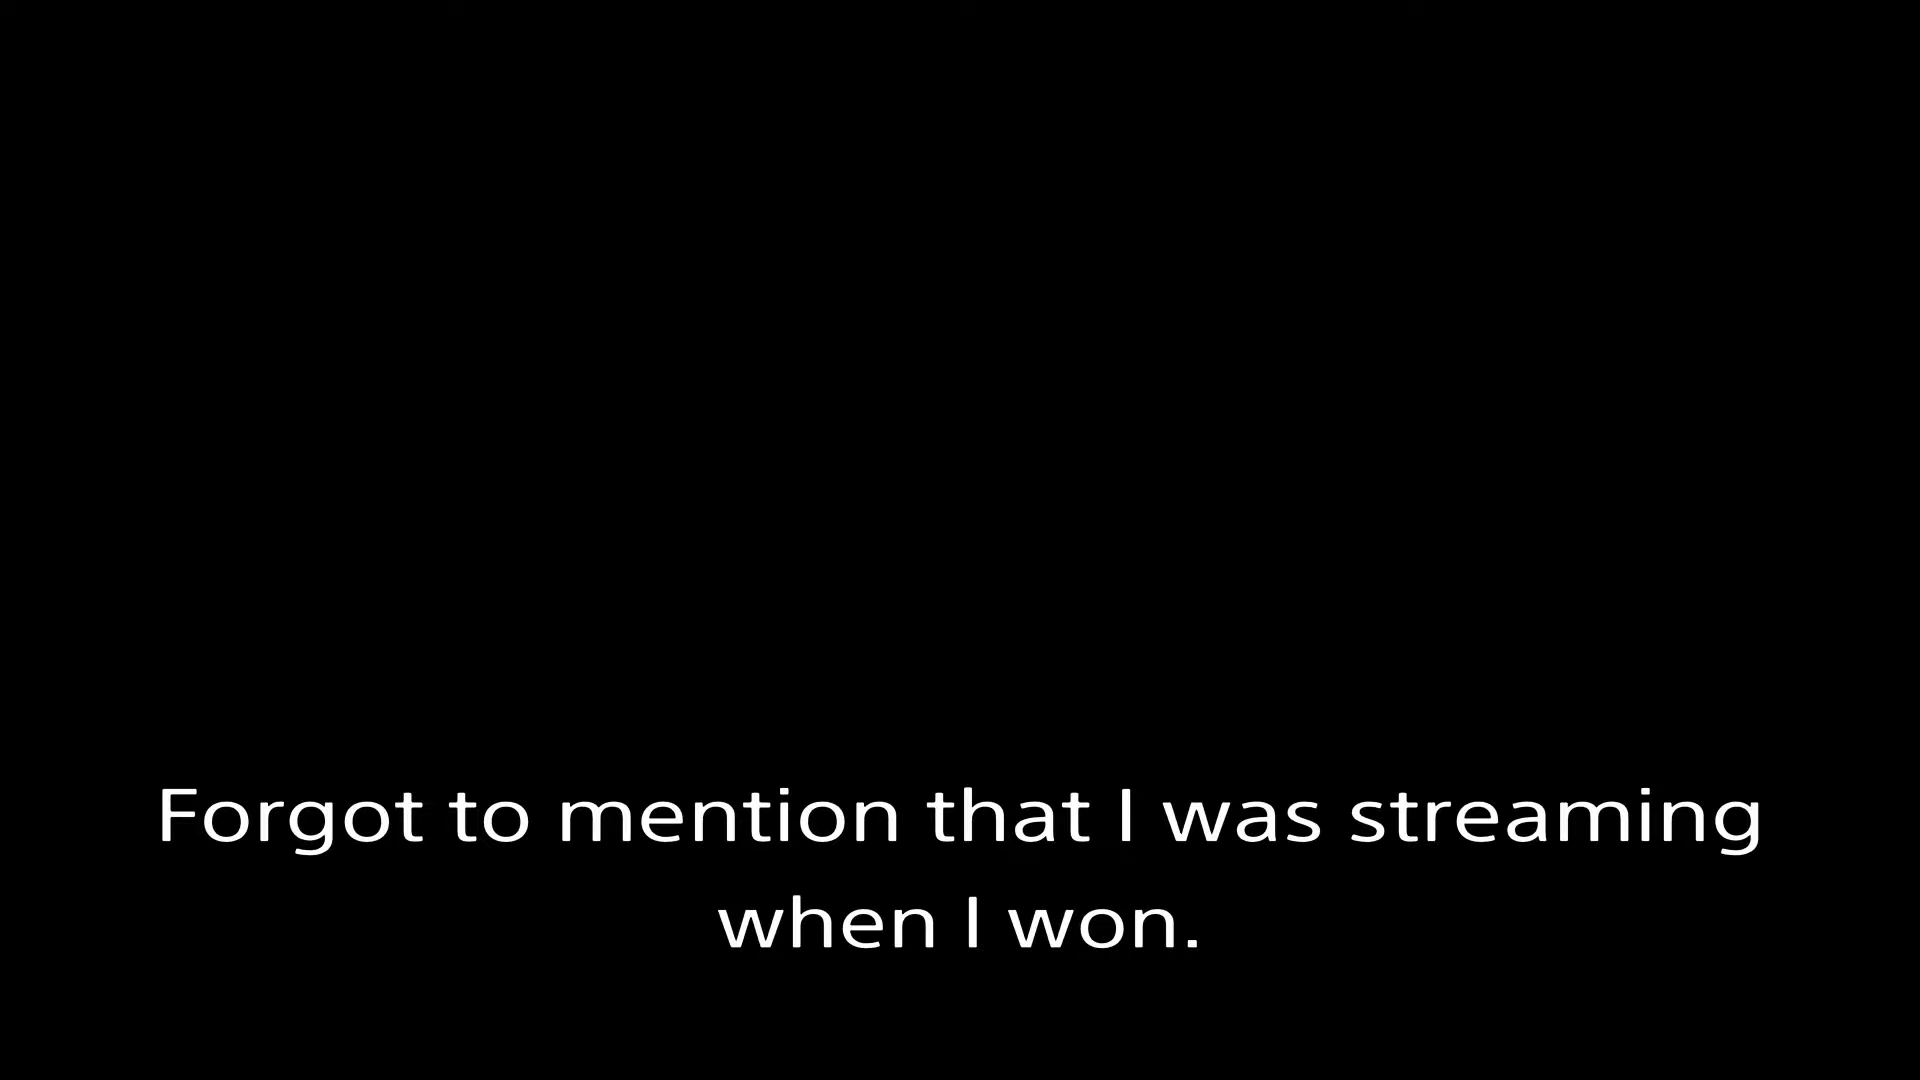 Forgot to mention that I was streaming
when I won.